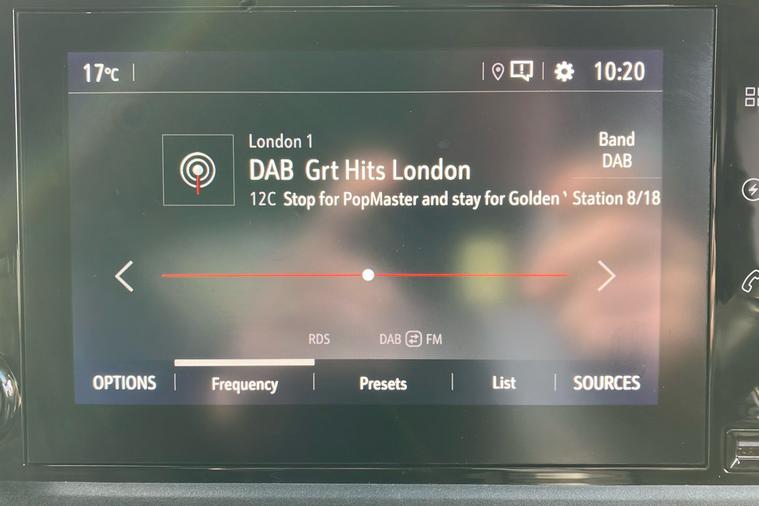 17°C 10:20
London 1
Band
DAB Grt Hits London
DAB
12C Stop for PopMaster and stay for Golden` Station 8/18
RDS DAB FM
OPTIONS Frequency Presets List SOURCES